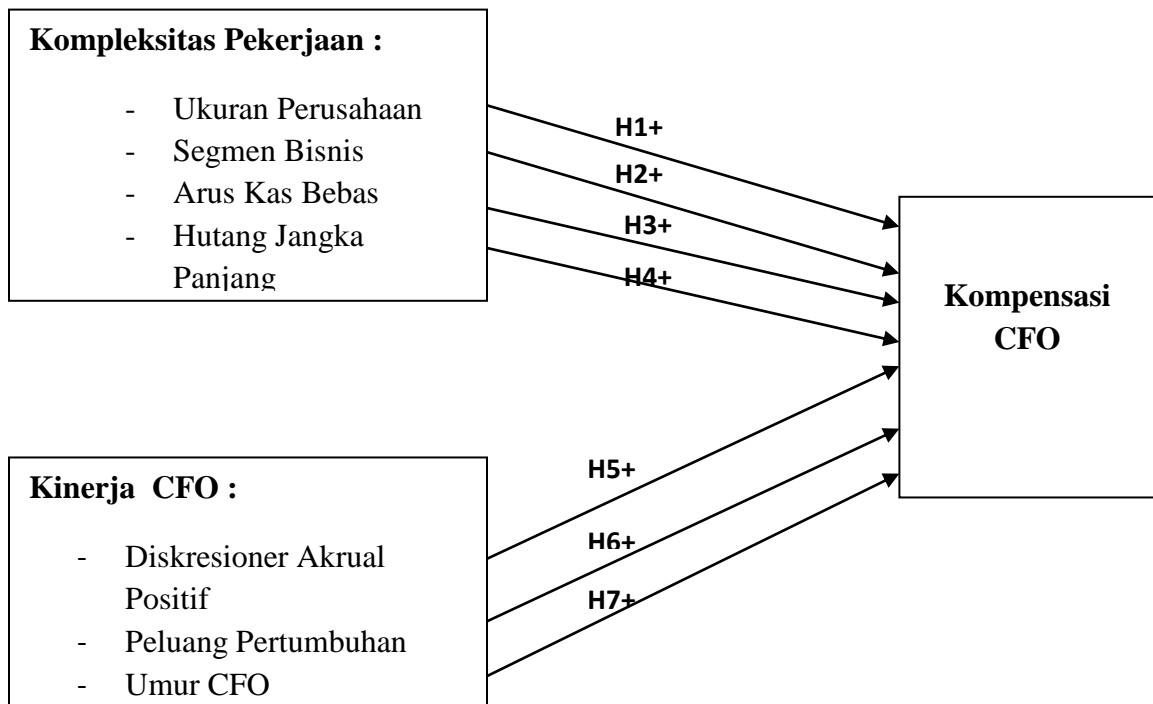 Kompleksitas Pekerjaan :
- Ukuran Perusahaan
- Segmen Bisnis
- Arus Kas Bebas
- Hutang Jangka
Panjang
H1+
H2+
H3+
H4+
Kompensasi
CFO
Kinerja CFO :
- Diskresioner Akrual
Positif
- Peluang Pertumbuhan
- Umur CFO
H5+
H6+
H7+